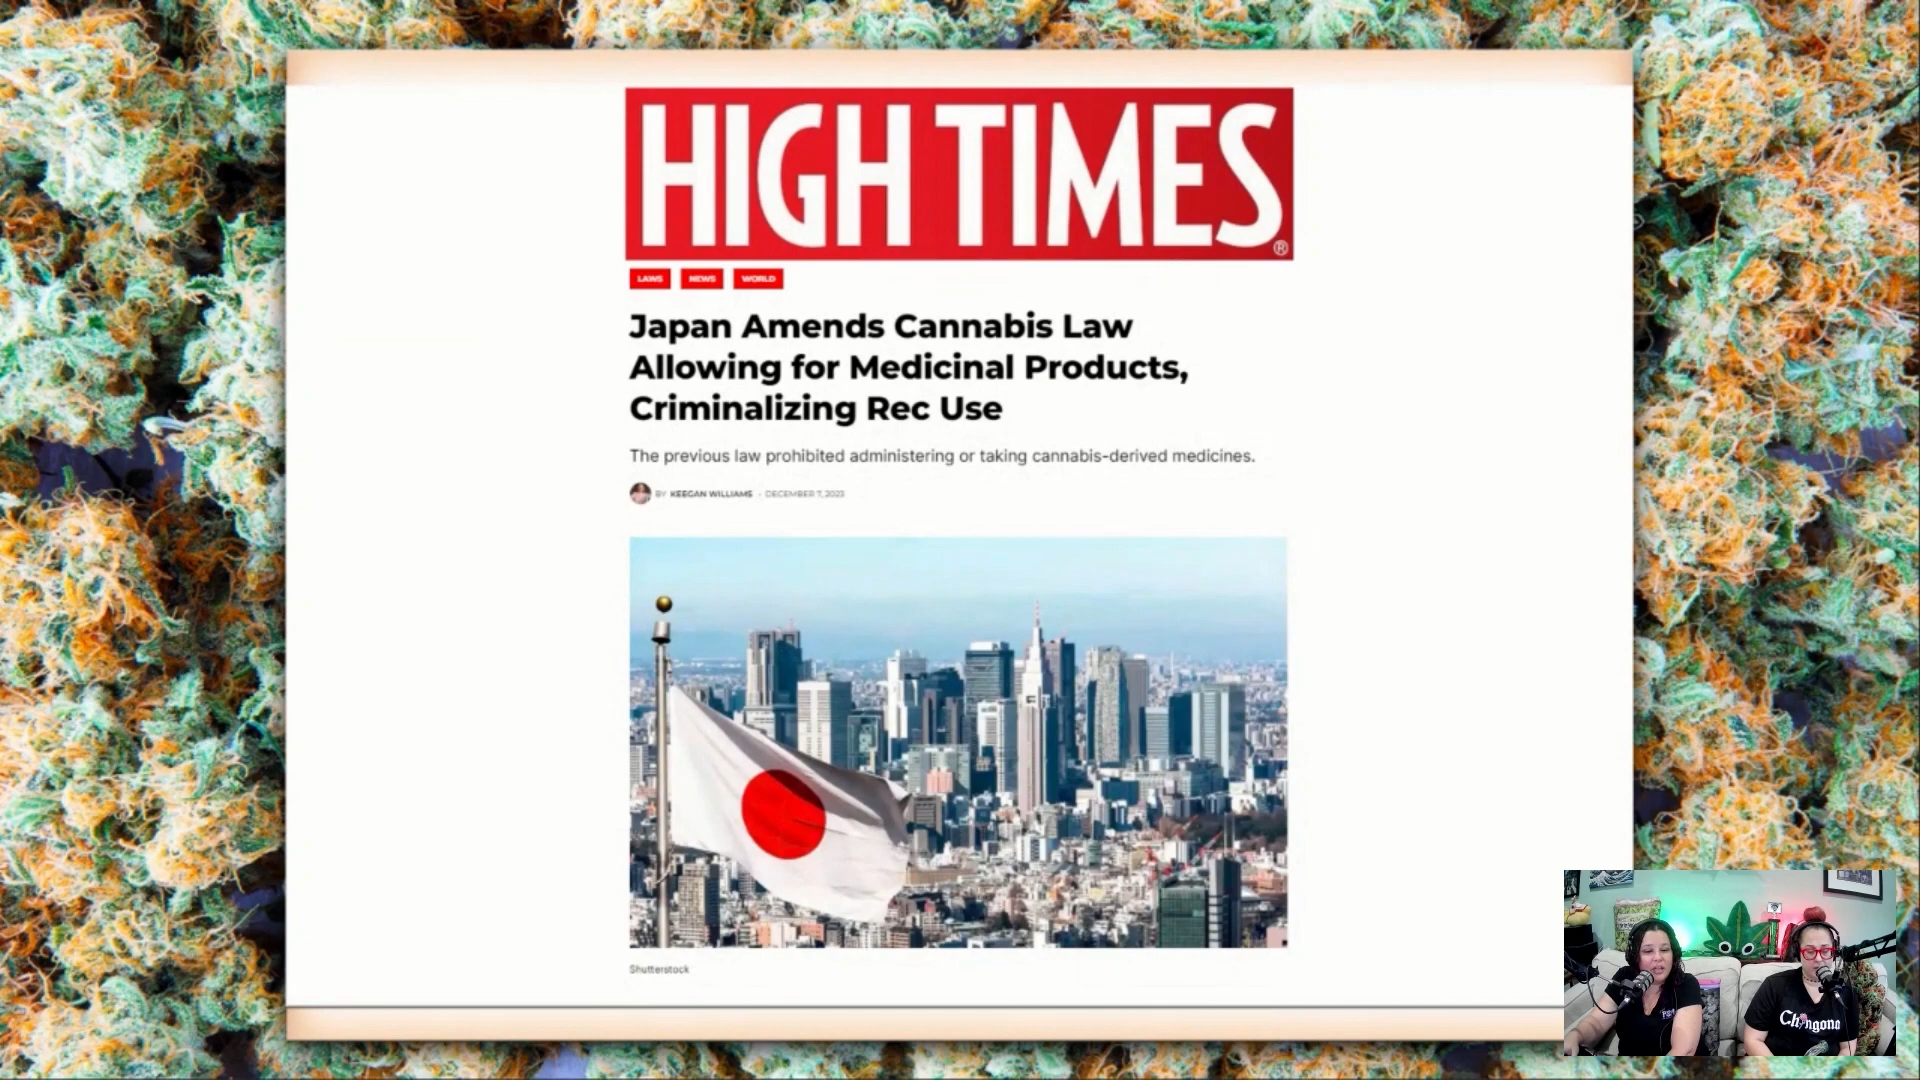 HIGH TIMES®
LAWS NEWS WORLD
Japan Amends Cannabis Law
Allowing for Medicinal Products,
Criminalizing Rec Use
The previous law prohibited administering or taking cannabis-derived medicines.
BY KEEGAN WILLIAMS - DECEMBER 7, 2023
Shutterstock